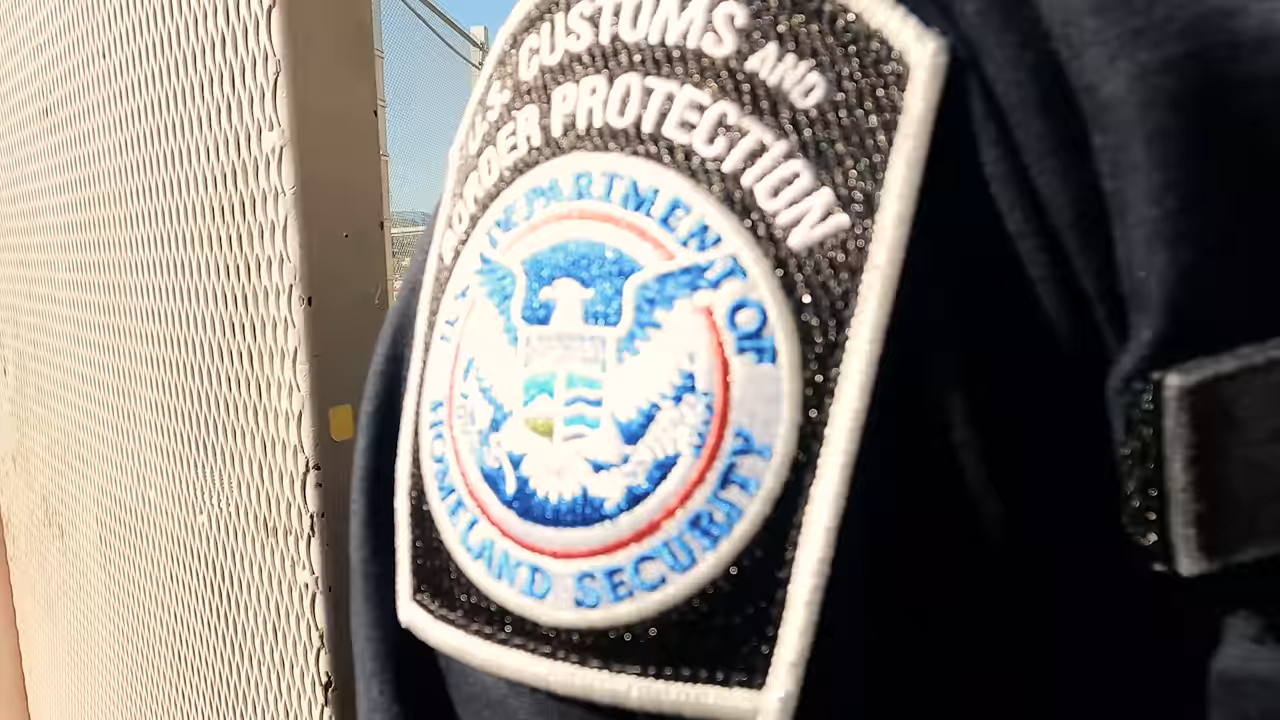 U.S. CUSTOMS AND
BORDER PROTECTION
DEPARTMENT OF
HOMELAND SECURITY